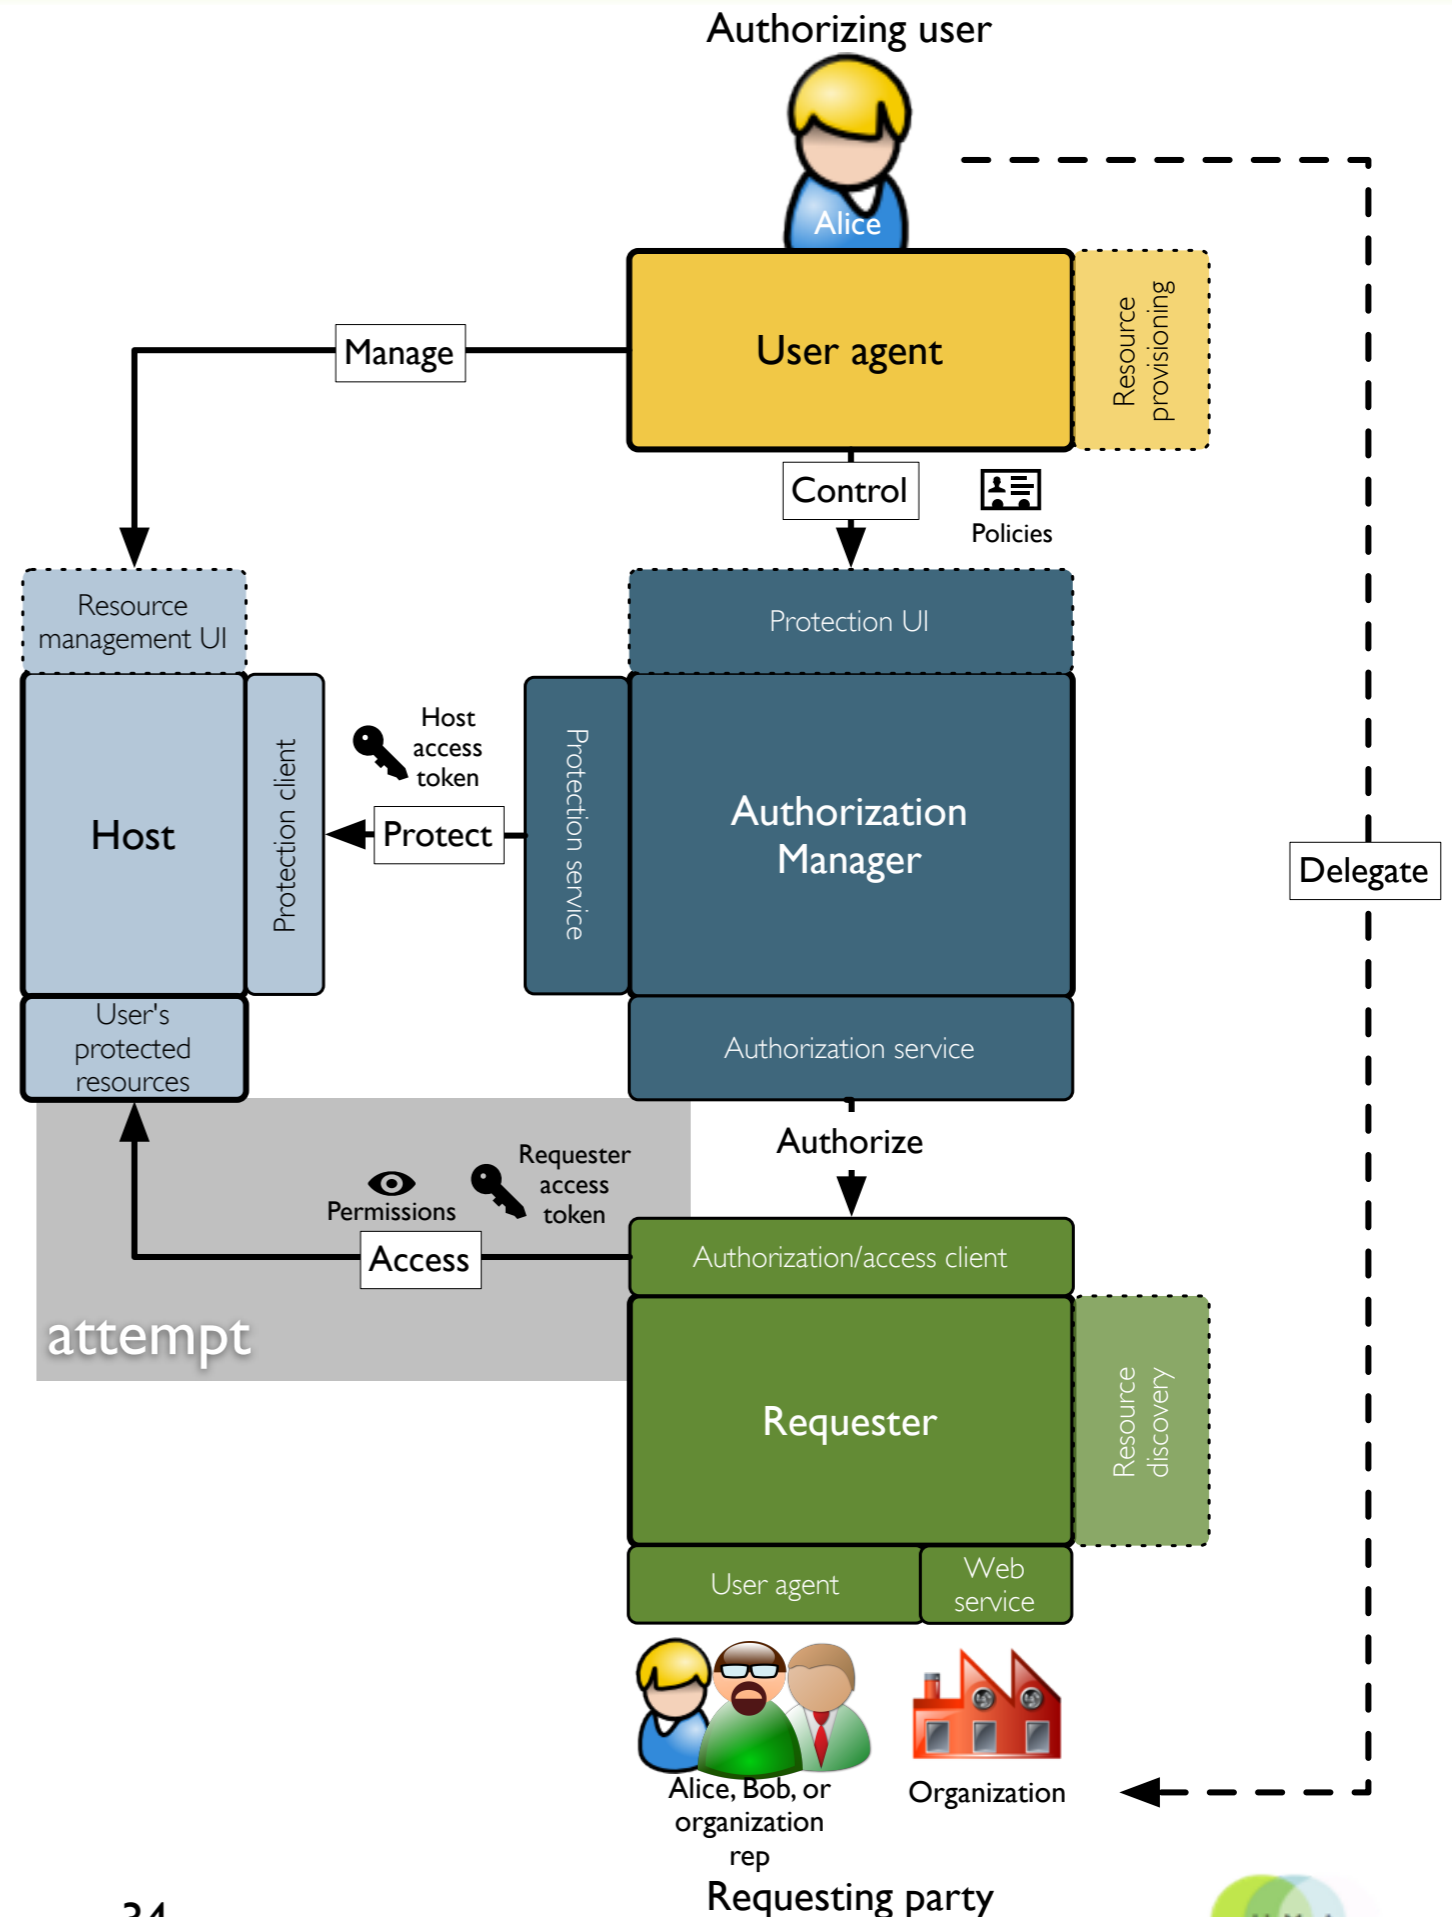 Authorizing user
Alice
User agent
Resource
provisioning
Manage
Control
Policies
Resource
management UI
Protection UI
Host
Protection client
Host
access
token
Protect
Protection service
Authorization
Manager
Delegate
User's
protected
resources
Authorization service
Authorize
Permissions
Requester
access
token
Access
attempt
Authorization/access client
Requester
Resource
discovery
User agent
Web
service
Alice, Bob, or
organization
rep
Organization
Requesting party